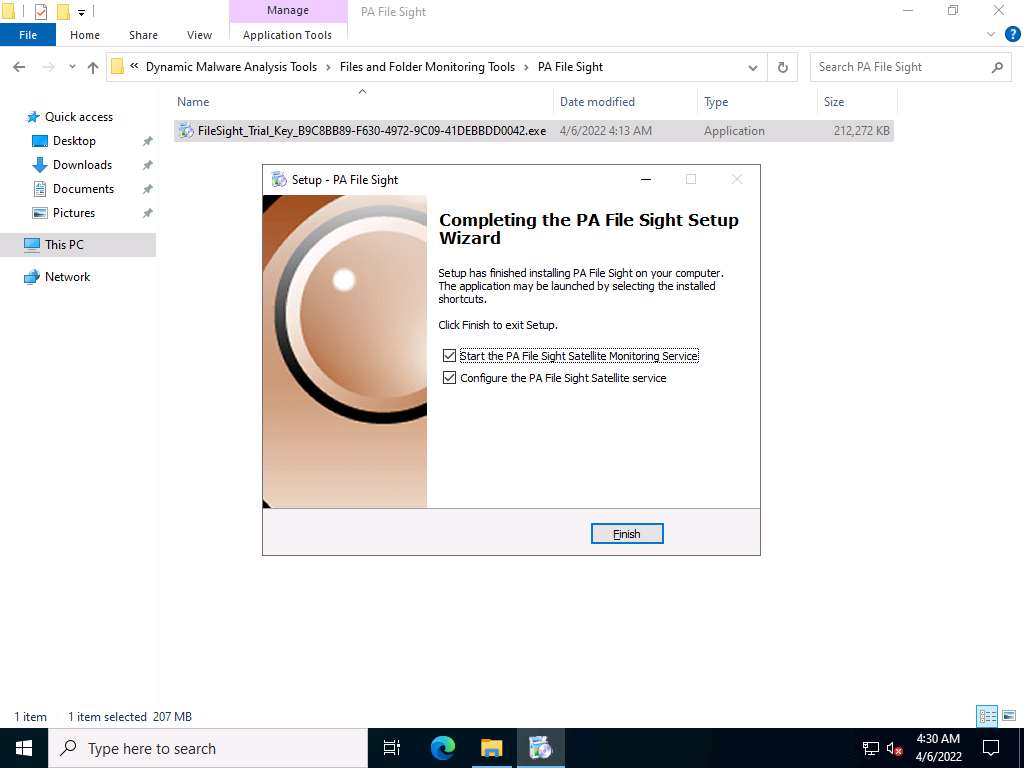 Manage
PA File Sight
File
Home
Share
View
Application Tools
« Dynamic Malware Analysis Tools › Files and Folder Monitoring Tools › PA File Sight
Search PA File Sight
Name
Date modified
Type
Size
Quick access
Desktop
Downloads
Documents
Pictures
This PC
Network
FileSight_Trial_Key_B9C8BB89-F630-4972-9C09-41DEBBDD0042.exe
4/6/2022 4:13 AM
Application
212,272 KB
Setup - PA File Sight
Completing the PA File Sight Setup
Wizard
Setup has finished installing PA File Sight on your computer.
The application may be launched by selecting the installed
shortcuts.
Click Finish to exit Setup.
Start the PA File Sight Satellite Monitoring Service
Configure the PA File Sight Satellite service
Finish
1 item
1 item selected 207 MB
Type here to search
4:30 AM
4/6/2022